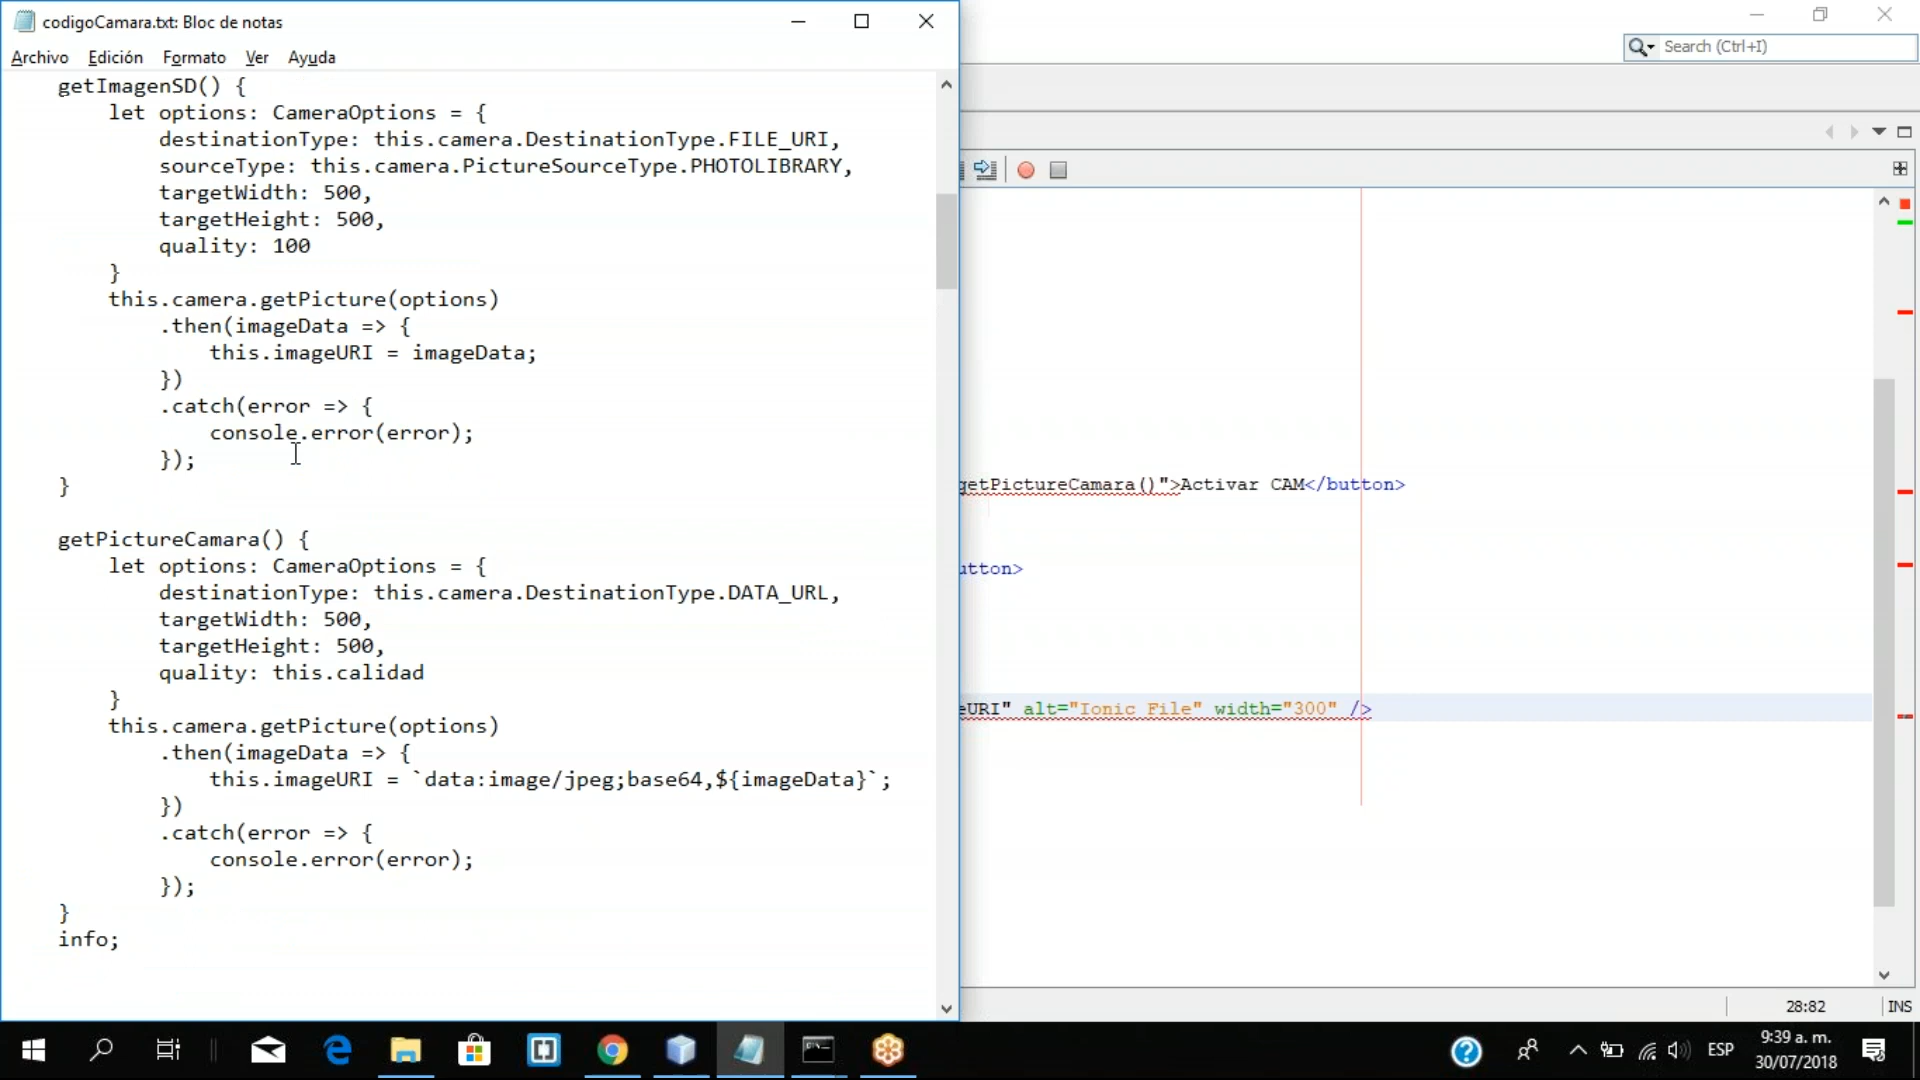 codigoCamara.txt: Bloc de notas
Archivo Edición Formato Ver Ayuda
getImagenSD() {
let options: CameraOptions = {
destinationType: this.camera.DestinationType.FILE_URI,
sourceType: this.camera.PictureSourceType.PHOTOLIBRARY,
targetWidth: 500,
targetHeight: 500,
quality: 100
}
this.camera.getPicture(options)
.then(imageData => {
this.imageURI = imageData;
})
.catch(error => {
console.error(error);
});
}
getPictureCamara() {
let options: CameraOptions = {
destinationType: this.camera.DestinationType.DATA_URL,
targetWidth: 500,
targetHeight: 500,
quality: this.calidad
}
this.camera.getPicture(options)
.then(imageData => {
this.imageURI = `data:image/jpeg;base64,${imageData}`;
})
.catch(error => {
console.error(error);
});
}
info;
Search (Ctrl+I)
getPictureCamara()">Activar CAM</button>
utton>
eURI" alt="Ionic File" width="300" />
28:82
INS
ESP
9:39 a. m.
30/07/2018